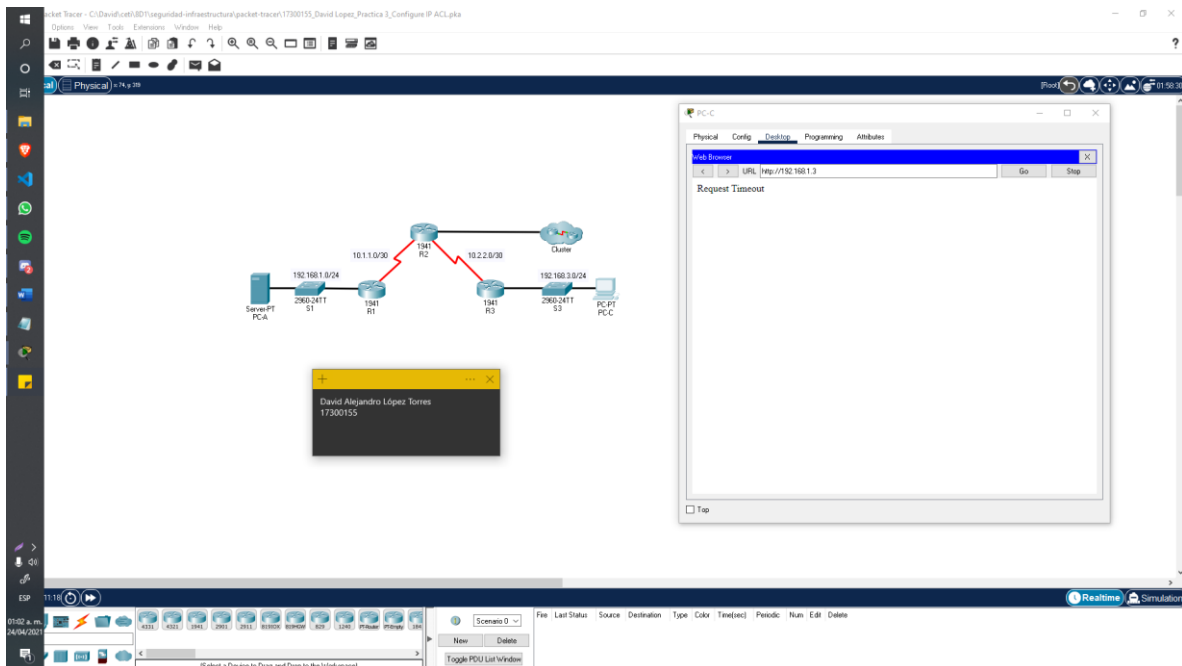 acket Tracer - C:\David\ceti\8D1\seguridad-infraestructura\packet-tracer\17300155_David Lopez_Practica 3_Configure IP ACL.pka
Options View Tools Extensions Window Help
?
Physical
[Root]
01:58:30
PC-C
Physical Config Desktop Programming Attributes
Web Browser
< > URL http://192.168.1.3 Go Stop
Request Timeout
1941
R2
Cluster
10.1.1.0/30
10.2.2.0/30
192.168.1.0/24
192.168.3.0/24
Server-PT
PC-A
2960-24TT
S1
1941
R1
1941
R3
2960-24TT
S3
PC-PT
PC-C
David Alejandro López Torres
17300155
Top
ESP
01:02 a. m.
24/04/2021
11:18
Realtime
Simulation
4331 4321 1941 2901 2911 819HGW 829 1240 PT-Router PT-Empty
Scenario 0
New Delete
Toggle PDU List Window
Fire Last Status Source Destination Type Color Time(sec) Periodic Num Edit Delete
(Select a Device to Drag and Drop to the Workspace)